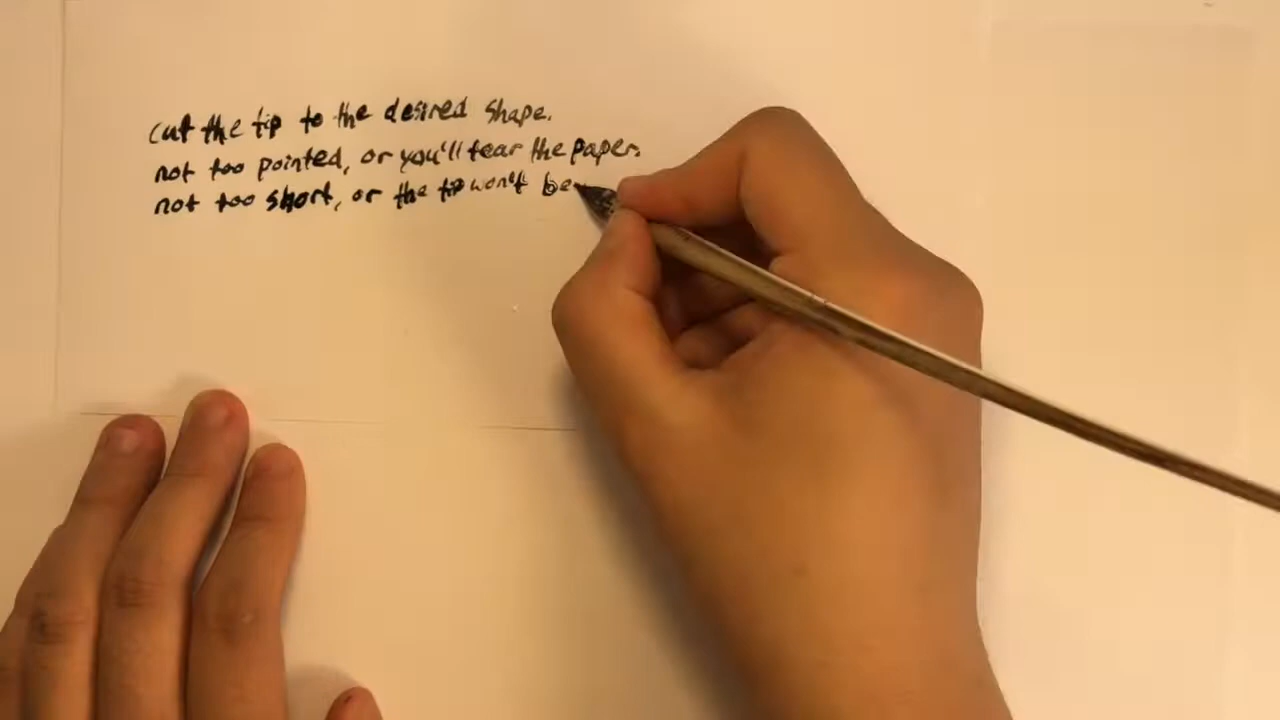 cut the tip to the desired shape.
not too pointed, or you'll tear the paper.
not too short, or the tip won't be